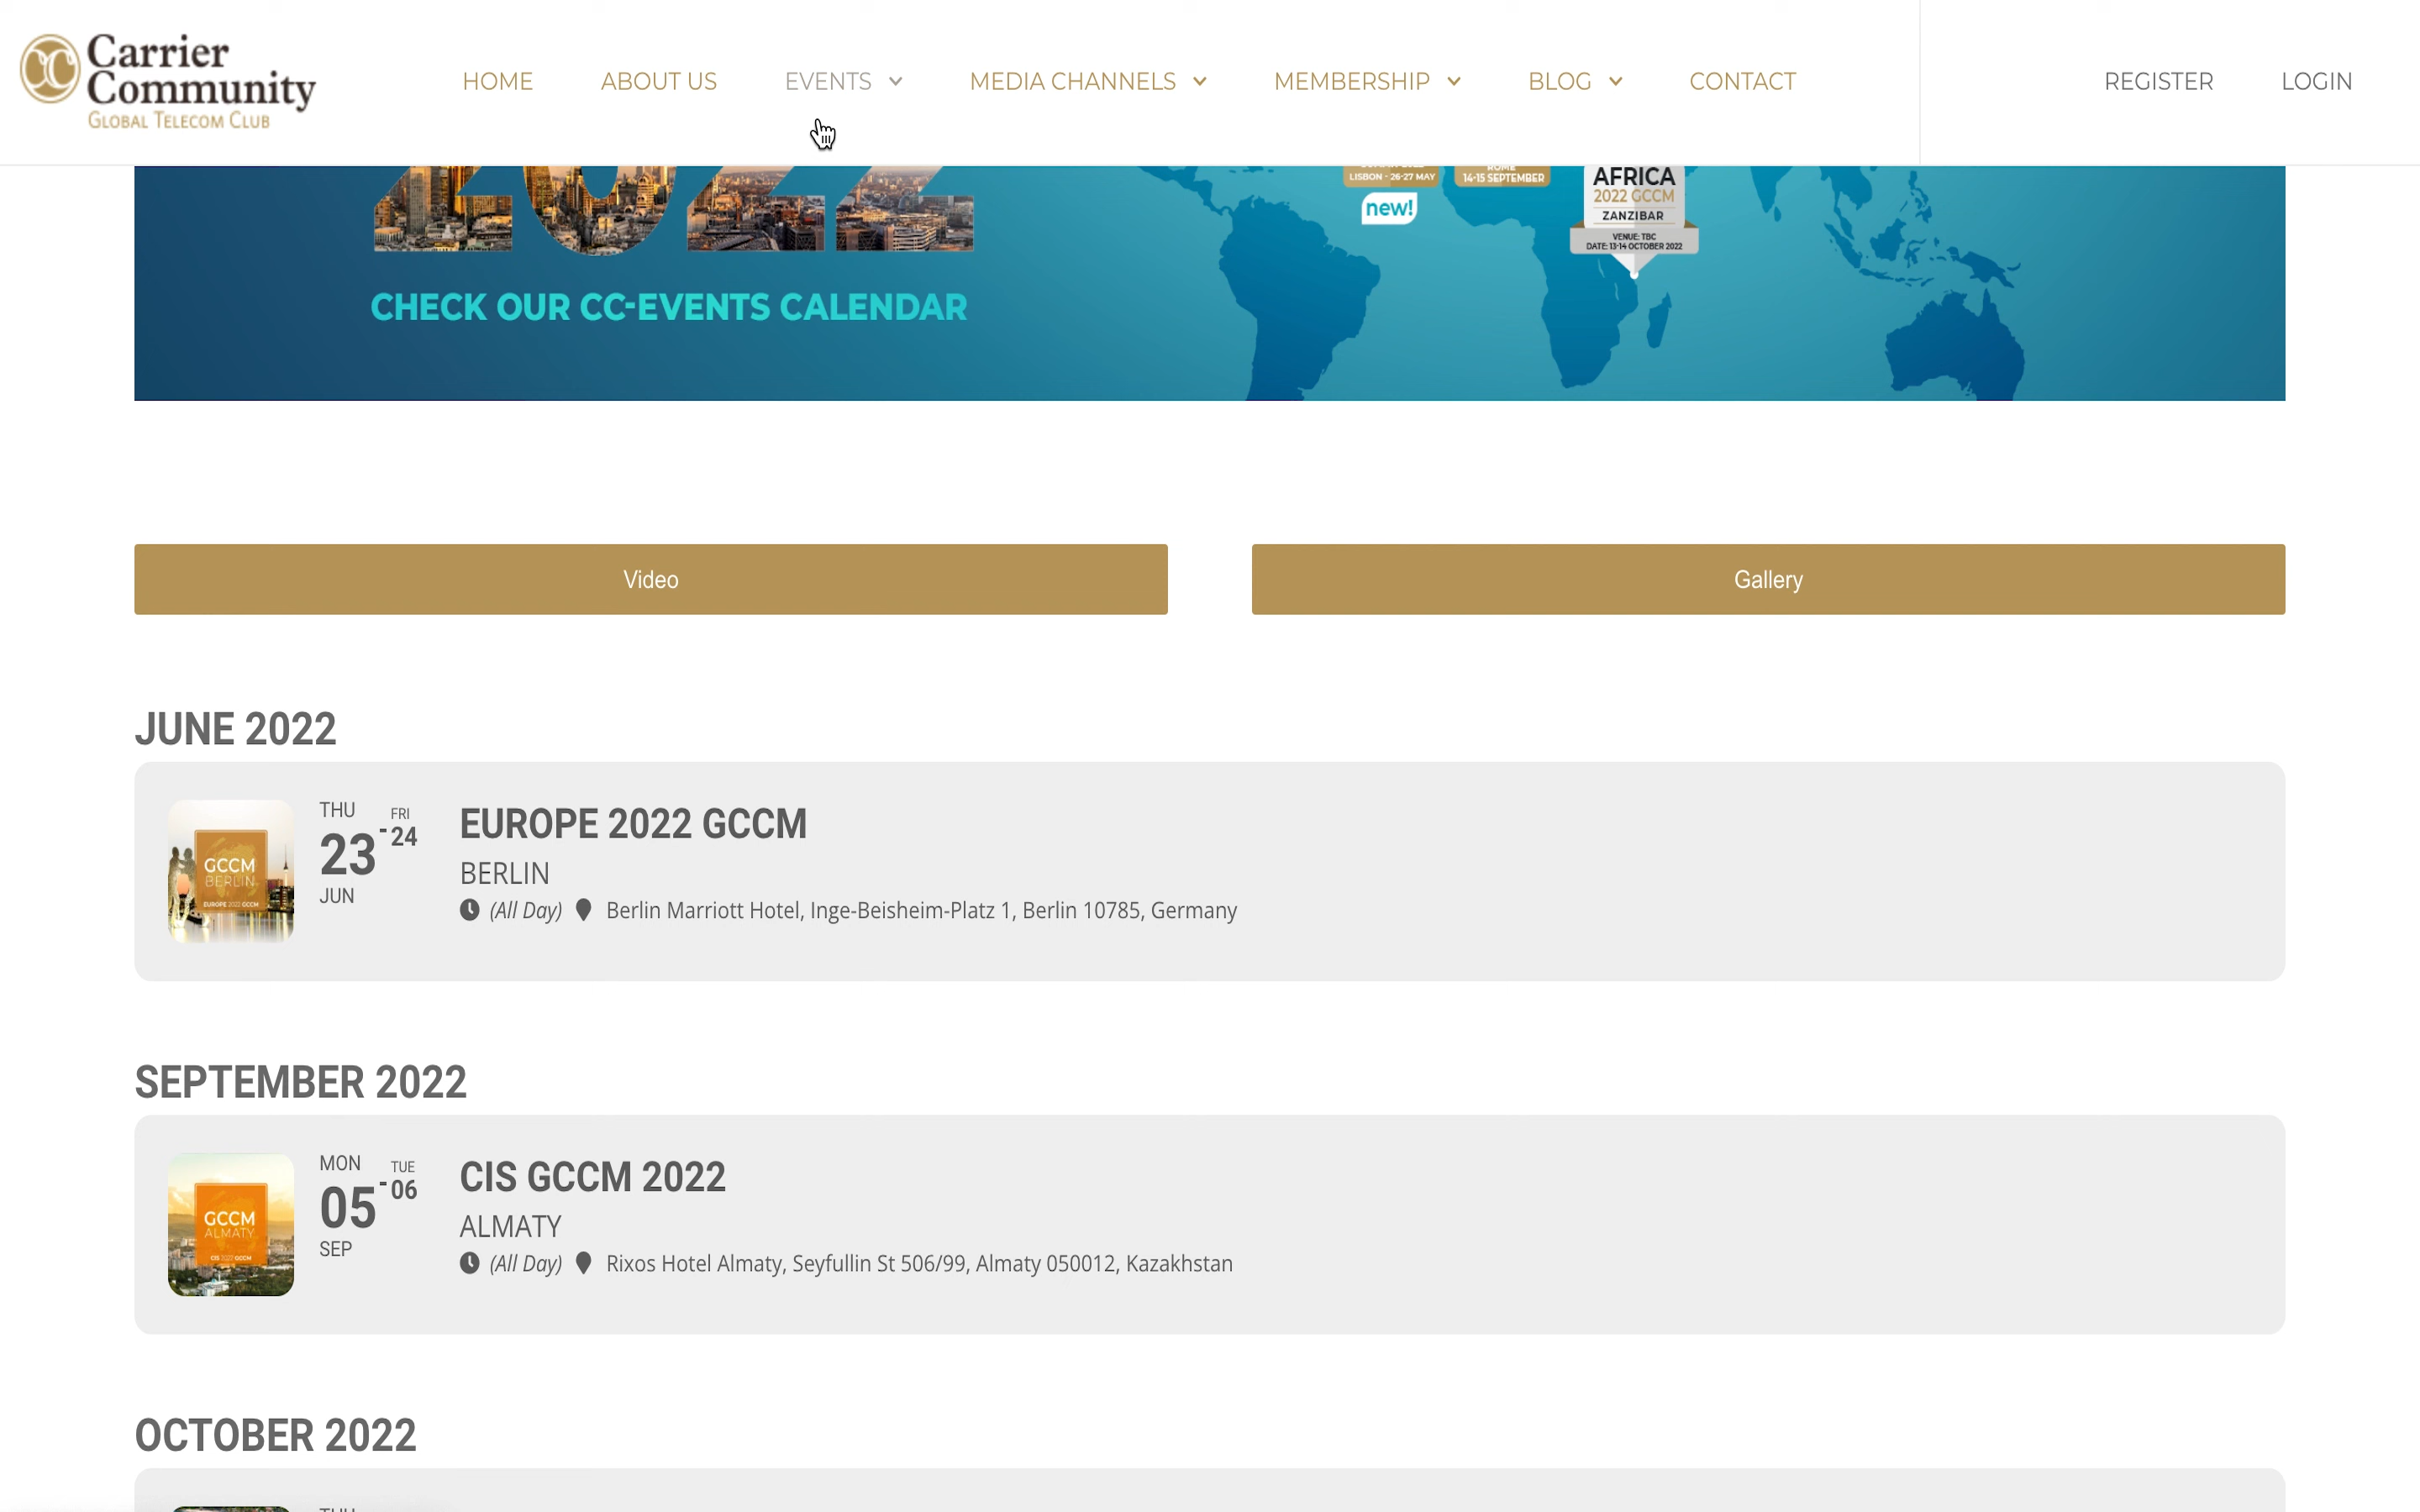 Carrier
Community
GLOBAL TELECOM CLUB
HOME
ABOUT US
EVENTS
MEDIA CHANNELS
MEMBERSHIP
BLOG
CONTACT
REGISTER
LOGIN
2022
CHECK OUR CC-EVENTS CALENDAR
LISBON - 26-27 MAY
new!
ROME
14-15 SEPTEMBER
AFRICA
2022 GCCM
ZANZIBAR
VENUE: TBC
DATE: 13-14 OCTOBER 2022
Video
Gallery
JUNE 2022
GCCM
BERLIN
EUROPE 2022 GCCM
THU
23
JUN
- FRI
24
EUROPE 2022 GCCM
BERLIN
(All Day) Berlin Marriott Hotel, Inge-Beisheim-Platz 1, Berlin 10785, Germany
SEPTEMBER 2022
GCCM
ALMATY
CIS 2022 GCCM
MON
05
SEP
- TUE
06
CIS GCCM 2022
ALMATY
(All Day) Rixos Hotel Almaty, Seyfullin St 506/99, Almaty 050012, Kazakhstan
OCTOBER 2022